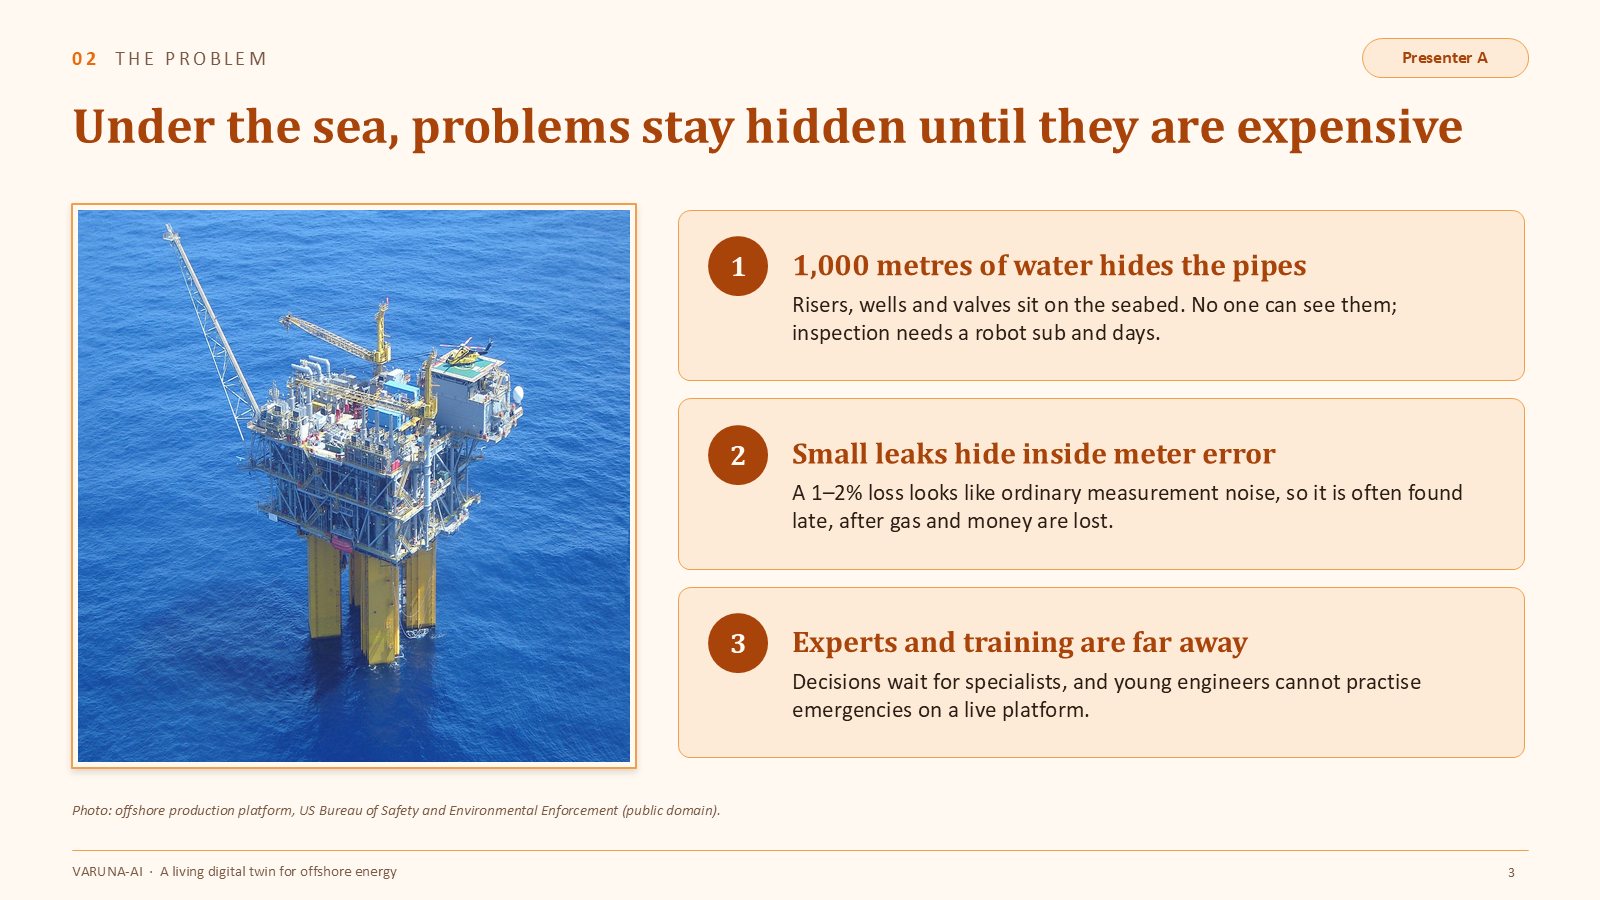 02 THE PROBLEM
Presenter A
Under the sea, problems stay hidden until they are expensive
1
1,000 metres of water hides the pipes
Risers, wells and valves sit on the seabed. No one can see them;
inspection needs a robot sub and days.
2
Small leaks hide inside meter error
A 1–2% loss looks like ordinary measurement noise, so it is often found
late, after gas and money are lost.
3
Experts and training are far away
Decisions wait for specialists, and young engineers cannot practise
emergencies on a live platform.
Photo: offshore production platform, US Bureau of Safety and Environmental Enforcement (public domain).
VARUNA-AI · A living digital twin for offshore energy
3